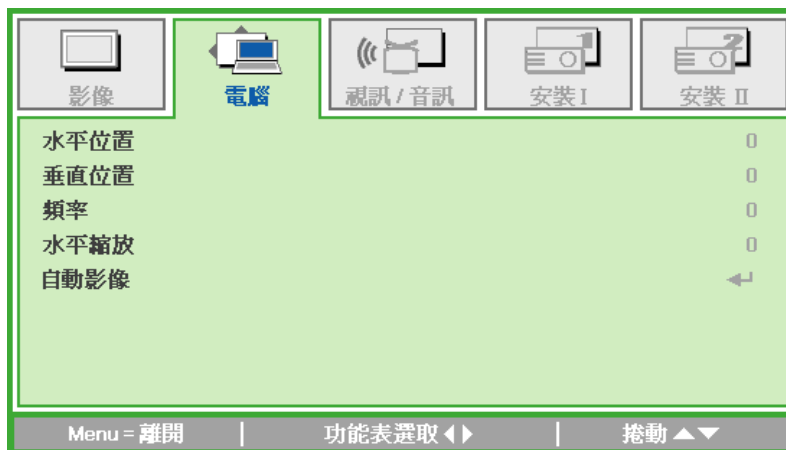 影像 電腦 視訊 / 音訊 安裝 I 安裝 II
水平位置 0
垂直位置 0
頻率 0
水平縮放 0
自動影像
Menu = 離開 功能表選取 捲動